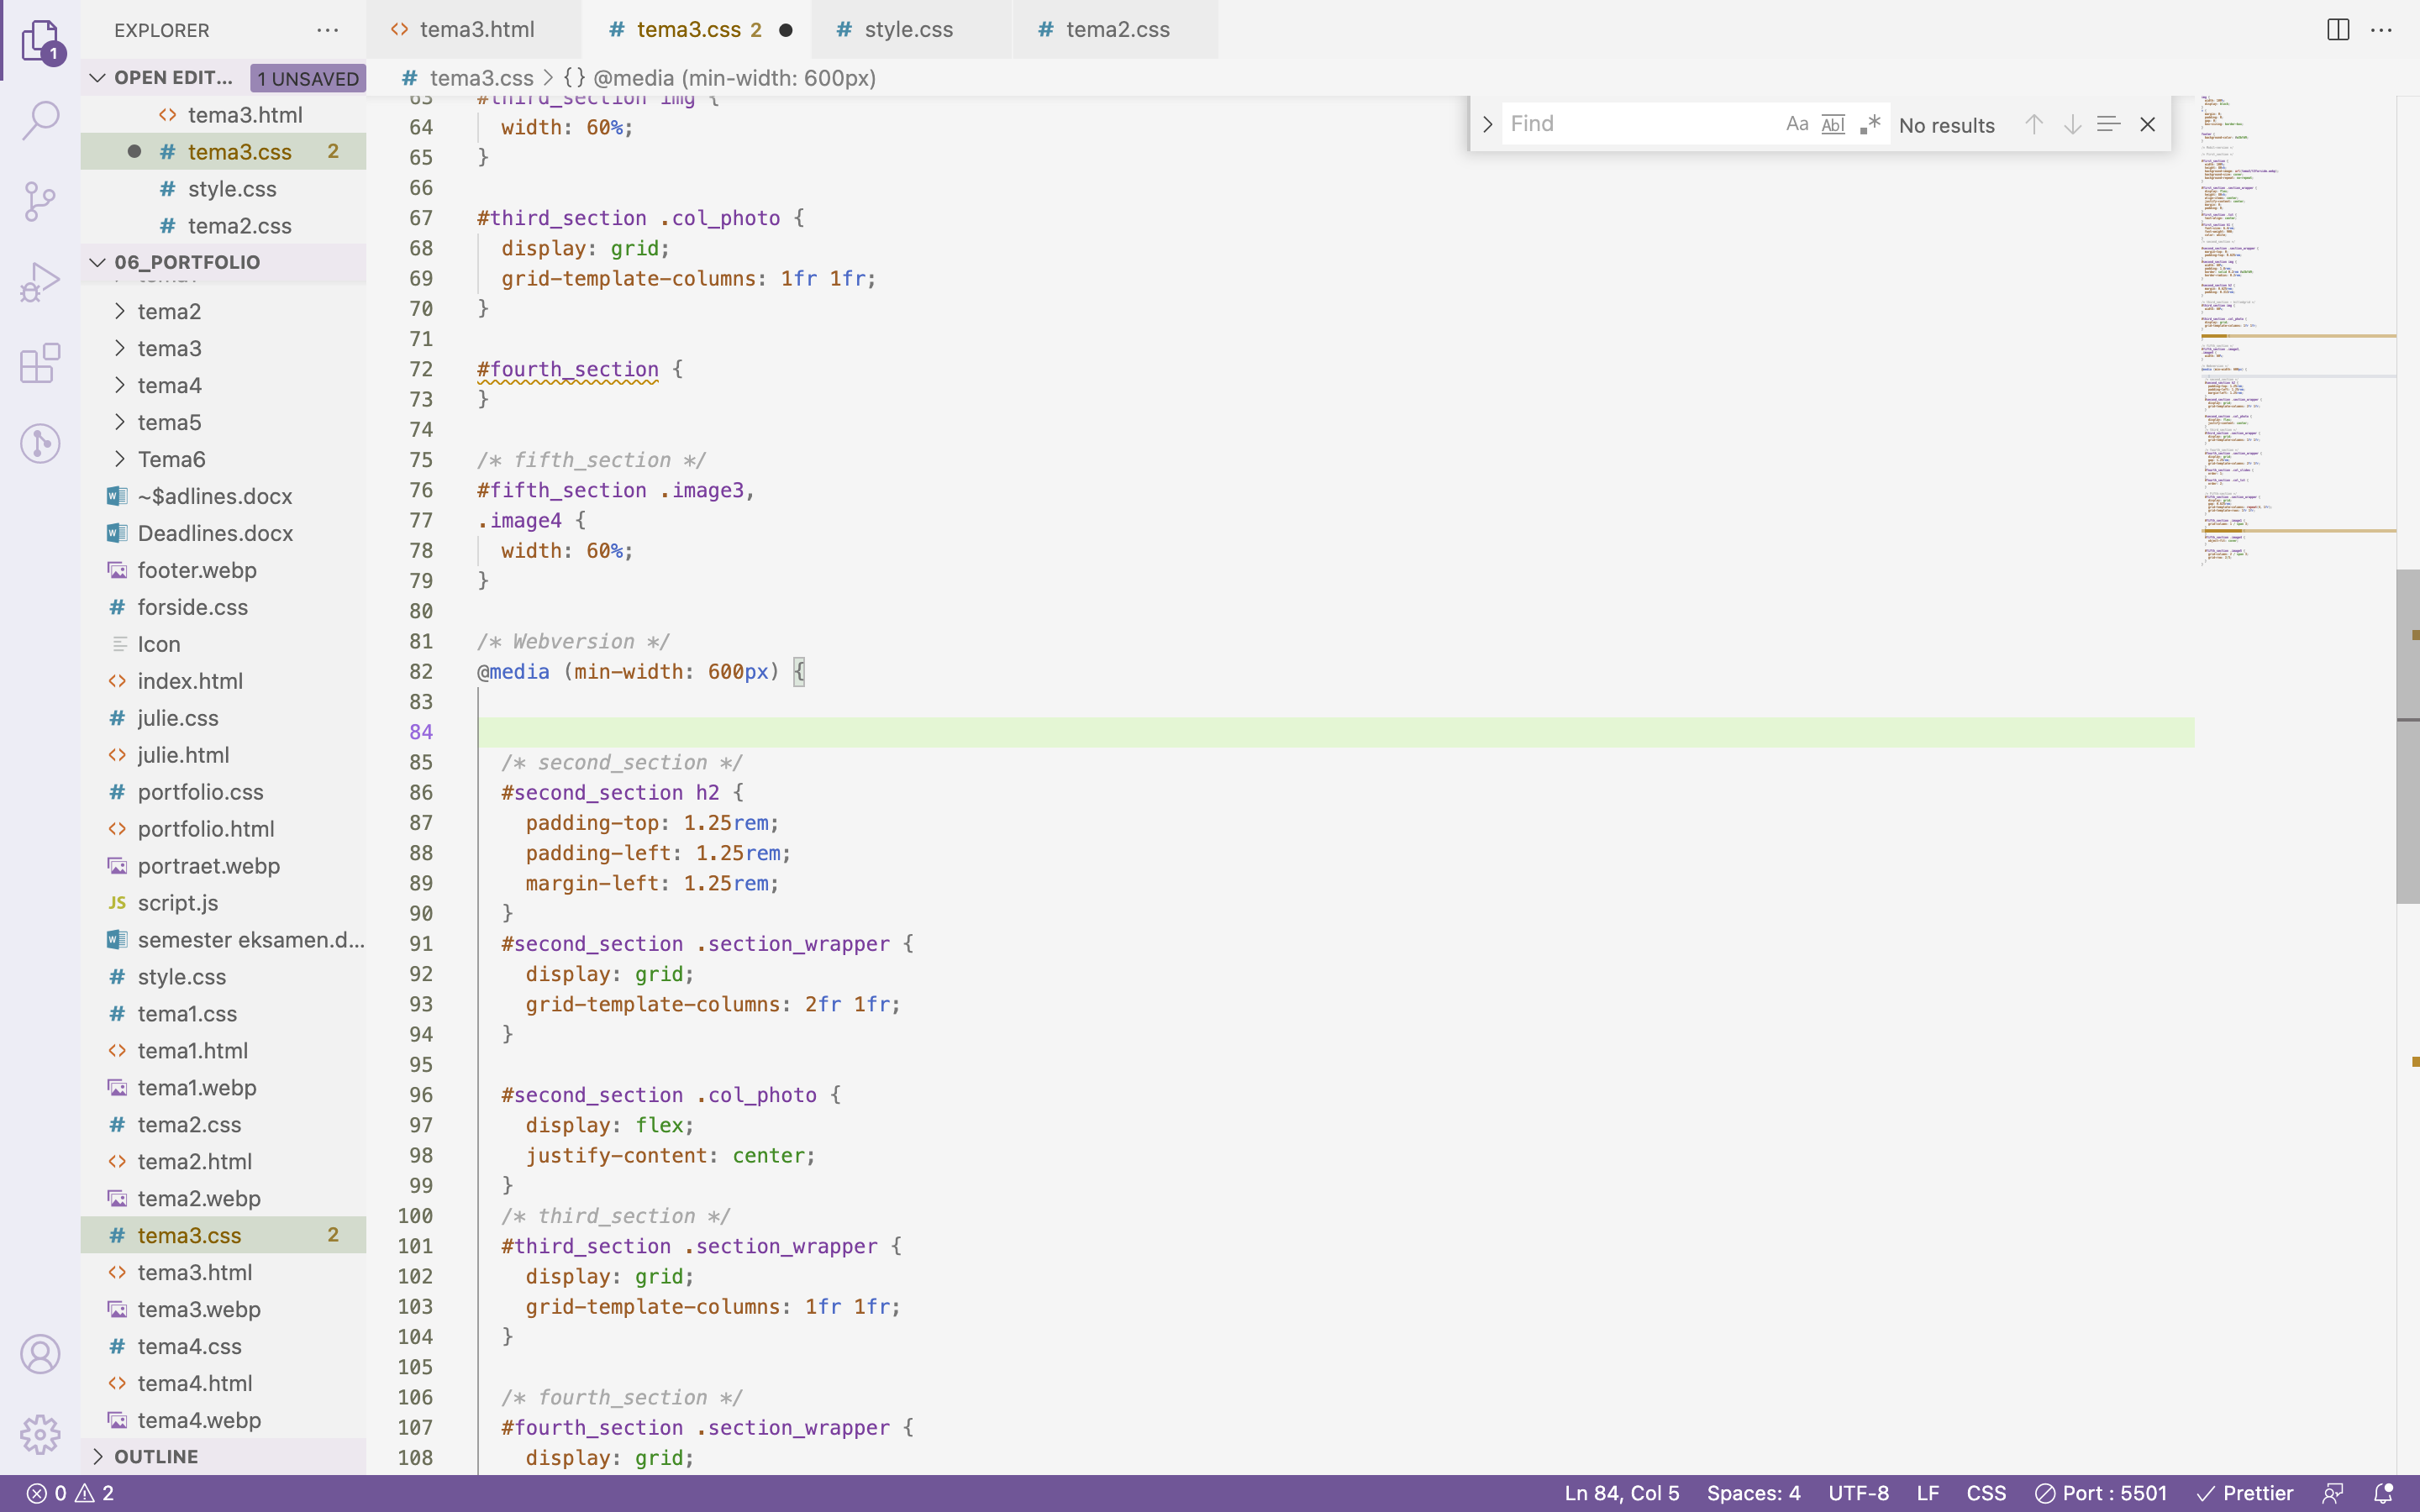 EXPLORER
OPEN EDIT... 1 UNSAVED
tema3.html
tema3.css 2
style.css
tema2.css
06_PORTFOLIO
tema2
tema3
tema4
tema5
Tema6
~$adlines.docx
Deadlines.docx
footer.webp
forside.css
Icon
index.html
julie.css
julie.html
portfolio.css
portfolio.html
portraet.webp
JS script.js
semester eksamen.d...
style.css
tema1.css
tema1.html
tema1.webp
tema2.css
tema2.html
tema2.webp
tema3.css 2
tema3.html
tema3.webp
tema4.css
tema4.html
tema4.webp
OUTLINE
1
tema3.html # tema3.css 2 # style.css # tema2.css
# tema3.css > {} @media (min-width: 600px)
Find Aa Abl .* No results
63 #third_section img {
64 width: 60%;
65 }
66
67 #third_section .col_photo {
68 display: grid;
69 grid-template-columns: 1fr 1fr;
70 }
71
72 #fourth_section {
73 }
74
75 /* fifth_section */
76 #fifth_section .image3,
77 .image4 {
78 width: 60%;
79 }
80
81 /* Webversion */
82 @media (min-width: 600px) {
83
84
85 /* second_section */
86 #second_section h2 {
87 padding-top: 1.25rem;
88 padding-left: 1.25rem;
89 margin-left: 1.25rem;
90 }
91 #second_section .section_wrapper {
92 display: grid;
93 grid-template-columns: 2fr 1fr;
94 }
95
96 #second_section .col_photo {
97 display: flex;
98 justify-content: center;
99 }
100 /* third_section */
101 #third_section .section_wrapper {
102 display: grid;
103 grid-template-columns: 1fr 1fr;
104 }
105
106 /* fourth_section */
107 #fourth_section .section_wrapper {
108 display: grid;
0 2 Ln 84, Col 5 Spaces: 4 UTF-8 LF CSS Port : 5501 Prettier